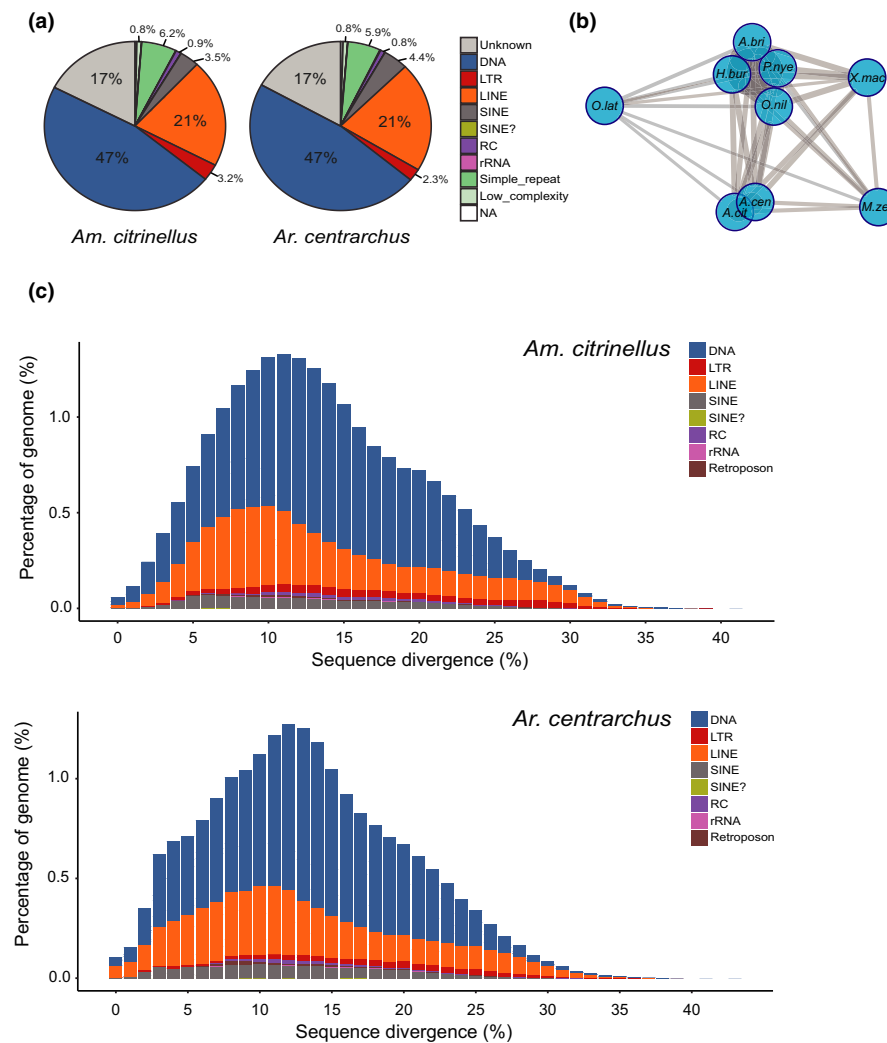 (a)
0.8%
6.2%
0.9%
3.5%
17%
21%
47%
3.2%
Am. citrinellus
0.8%
5.9%
0.8%
4.4%
17%
21%
47%
2.3%
Ar. centrarchus
Unknown
DNA
LTR
LINE
SINE
SINE?
RC
rRNA
Simple_repeat
Low_complexity
NA
(b)
A.bri
P.nye
H.bur
X.mac
O.lat
O.nil
A.cen
A.cit
M.ze
(c)
Am. citrinellus
DNA
LTR
LINE
SINE
SINE?
RC
rRNA
Retroposon
Percentage of genome (%)
1.0
0.5
0.0
0 5 10 15 20 25 30 35 40
Sequence divergence (%)
Ar. centrarchus
DNA
LTR
LINE
SINE
SINE?
RC
rRNA
Retroposon
Percentage of genome (%)
1.0
0.5
0.0
0 5 10 15 20 25 30 35 40
Sequence divergence (%)